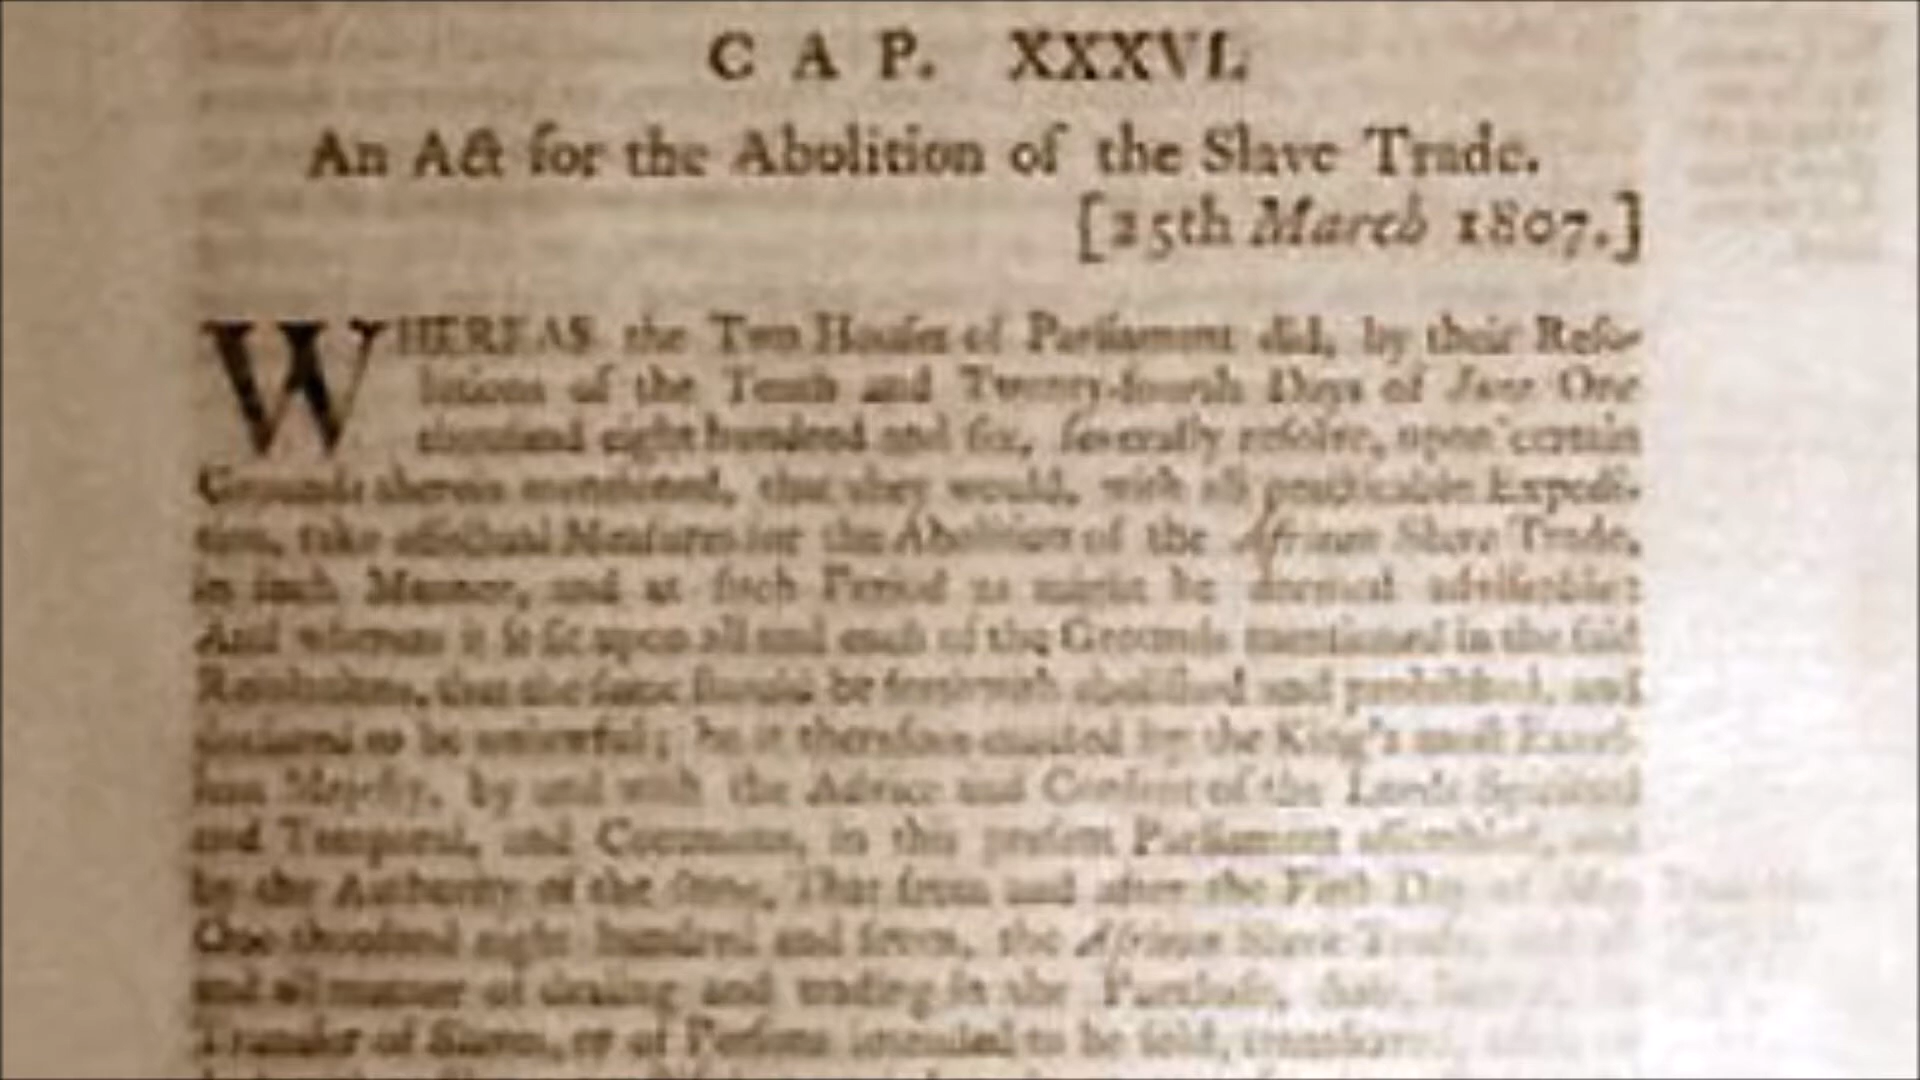 CAP. XXXVI.
An Act for the Abolition of the Slave Trade.
[25th March 1807.]
WHEREAS the Two Houſes of Parliament did, by their Reſo-
lutions of the Tenth and Twenty-fourth Days of June One
thouſand eight hundred and ſix, ſeverally reſolve, upon certain
Grounds therein mentioned, that they would, with all practicable Expedi-
tion, take effectual Meaſures for the Abolition of the African Slave Trade,
in ſuch Manner, and at ſuch Period as might be deemed adviſeable:
And whereas it is fit upon all and each of the Grounds mentioned in the ſaid
Reſolutions, that the ſame ſhould be forthwith aboliſhed and prohibited, and
declared to be unlawful; be it therefore enacted by the King's moſt Excel-
lent Majeſty, by and with the Advice and Conſent of the Lords Spiritual
and Temporal, and Commons, in this preſent Parliament aſſembled, and
by the Authority of the ſame, That from and after the Firſt Day of May
One thouſand eight hundred and ſeven, the African Slave Trade,
and all manner of dealing and trading in the Purchaſe, Sale,
Transfer of Slaves, or of Perſons intended to be ſold, transferred,